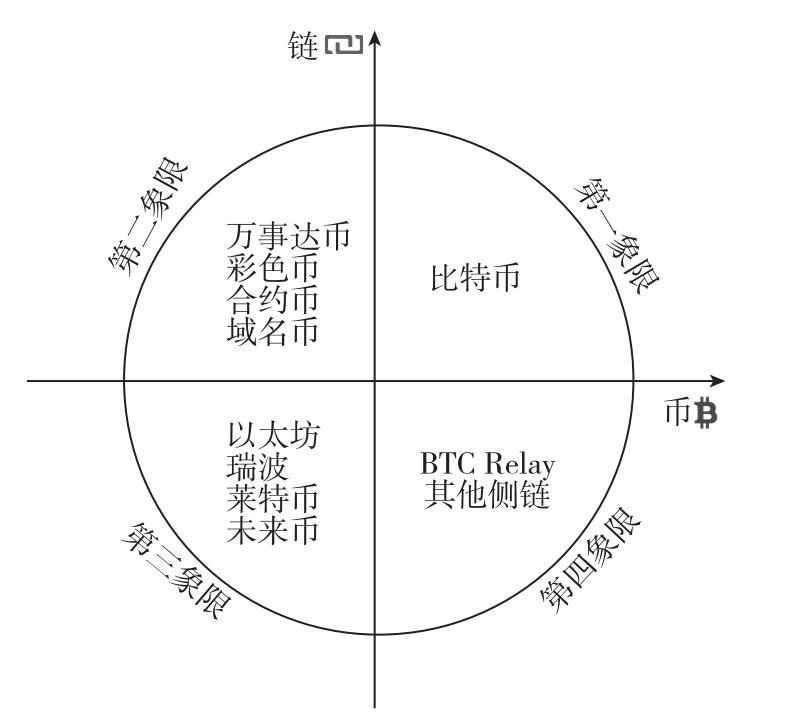 链
第二象限
第一象限
万事达币
彩色币
合约币
域名币
比特币
币
以太坊
瑞波
莱特币
未来币
BTC Relay
其他侧链
第三象限
第四象限